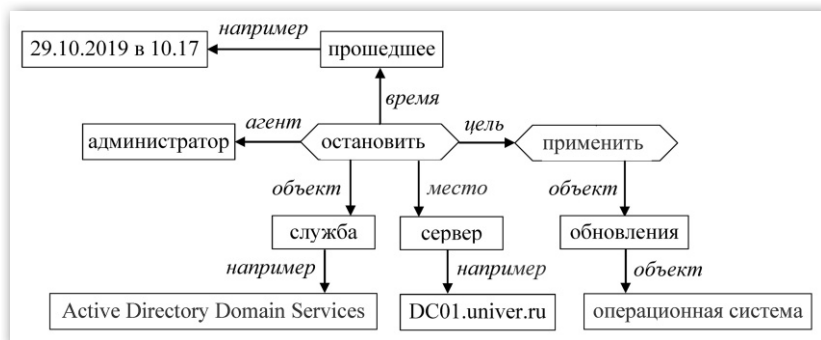 например
29.10.2019 в 10.17
прошедшее
время
агент
цель
администратор
остановить
применить
объект
место
объект
служба
сервер
обновления
например
например
объект
Active Directory Domain Services
DC01.univer.ru
операционная система